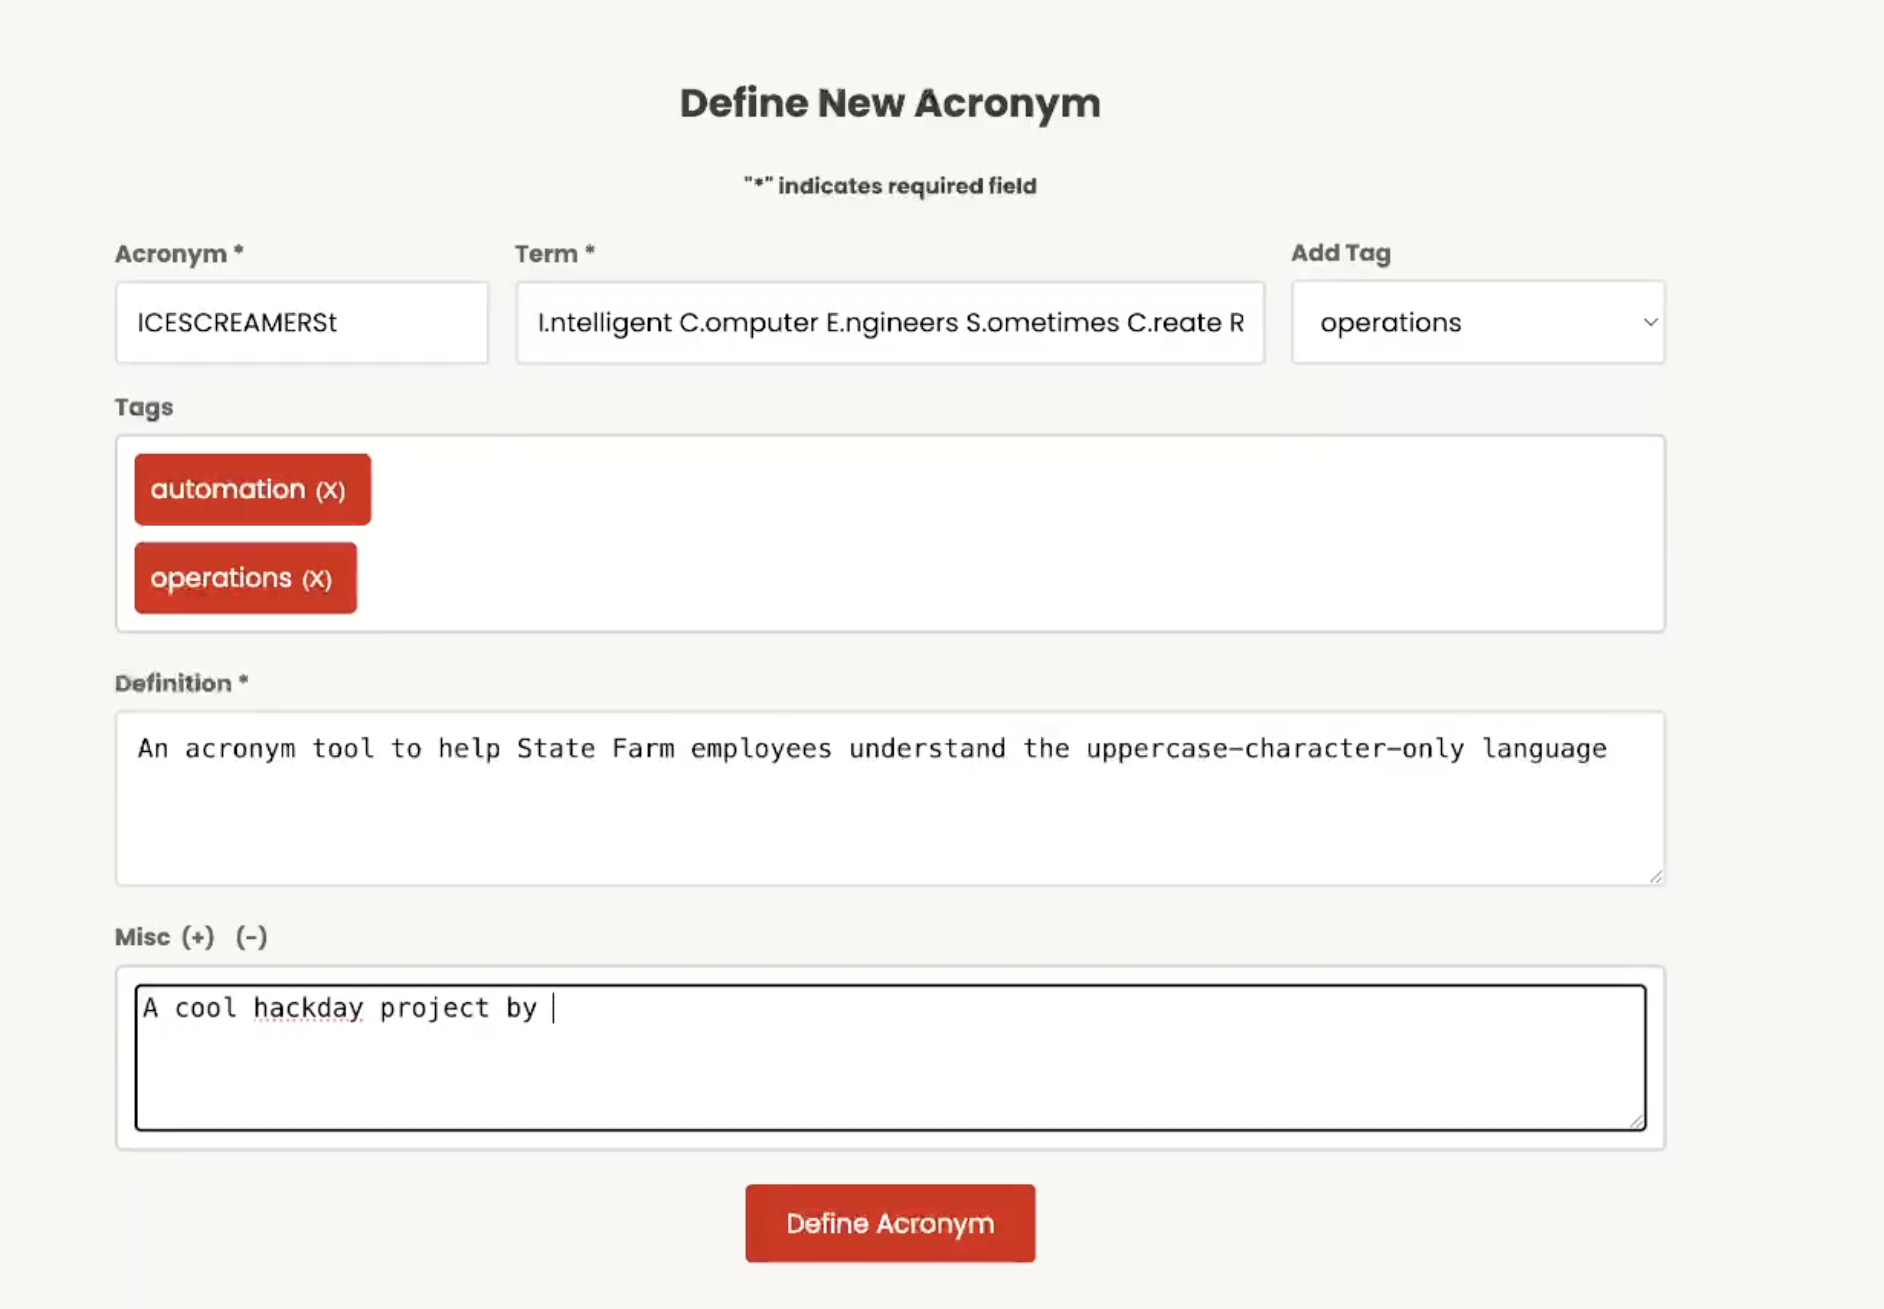 Define New Acronym
"*" indicates required field
Acronym * Term * Add Tag
ICESCREAMERSt I.ntelligent C.omputer E.ngineers S.ometimes C.reate R operations
Tags
automation (X)
operations (X)
Definition *
An acronym tool to help State Farm employees understand the uppercase-character-only language
Misc (+) (-)
A cool hackday project by
Define Acronym